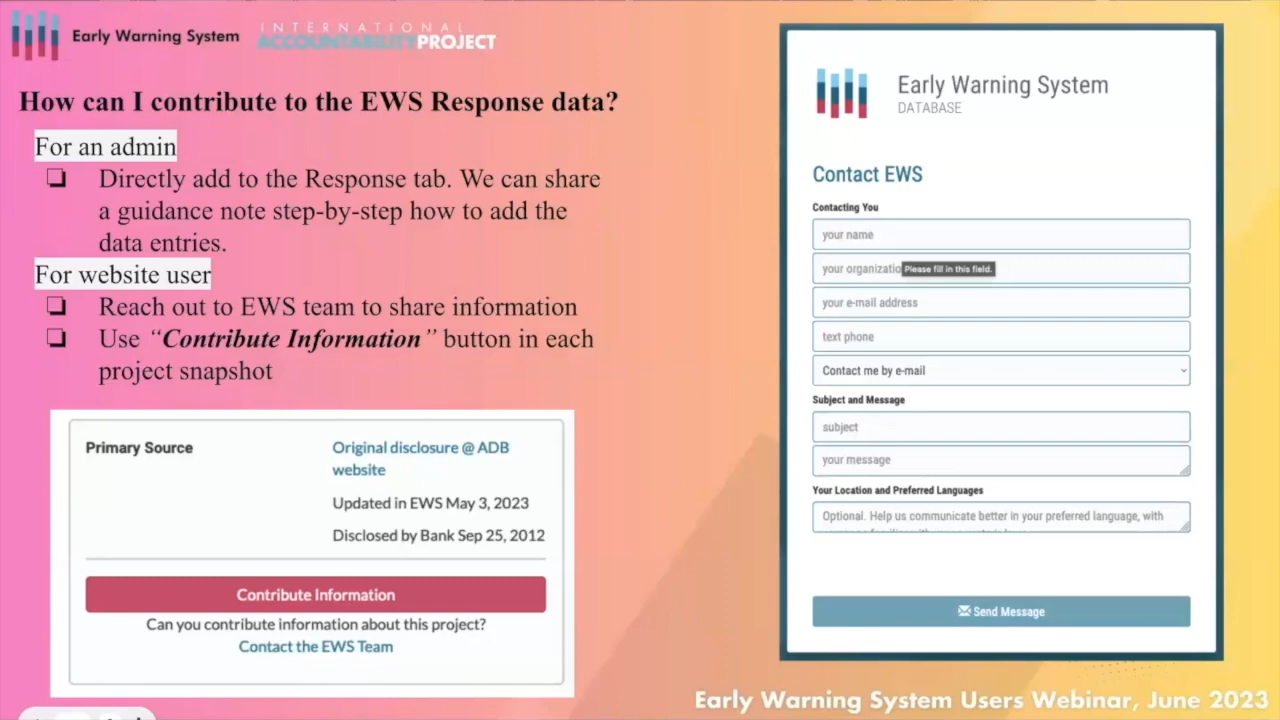 Early Warning System
INTERNATIONAL
ACCOUNTABILITY PROJECT
How can I contribute to the EWS Response data?
For an admin
❑ Directly add to the Response tab. We can share
a guidance note step-by-step how to add the
data entries.
For website user
❑ Reach out to EWS team to share information
❑ Use “Contribute Information” button in each
project snapshot
Primary Source
Original disclosure @ ADB
website
Updated in EWS May 3, 2023
Disclosed by Bank Sep 25, 2012
Contribute Information
Can you contribute information about this project?
Contact the EWS Team
Early Warning System
DATABASE
Contact EWS
Contacting You
your name
your organizatio Please fill in this field.
your e-mail address
text phone
Contact me by e-mail
Subject and Message
subject
your message
Your Location and Preferred Languages
Optional. Help us communicate better in your preferred language, with
Send Message
Early Warning System Users Webinar, June 2023